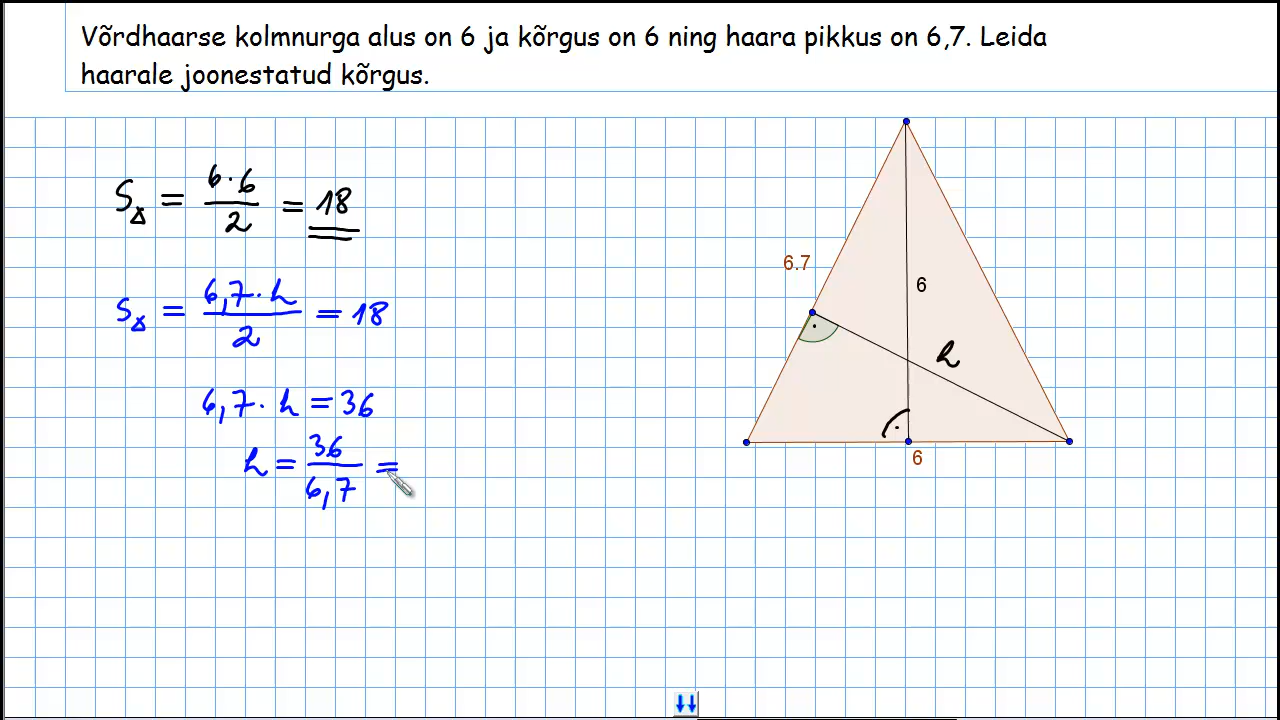 Võrdhaarse kolmnurga alus on 6 ja kõrgus on 6 ning haara pikkus on 6,7. Leida
haarale joonestatud kõrgus.
S△ = 6·6/2 = 18
S△ = 6,7·h/2 = 18
6,7·h = 36
h = 36/6,7 =
6.7
6
h
6